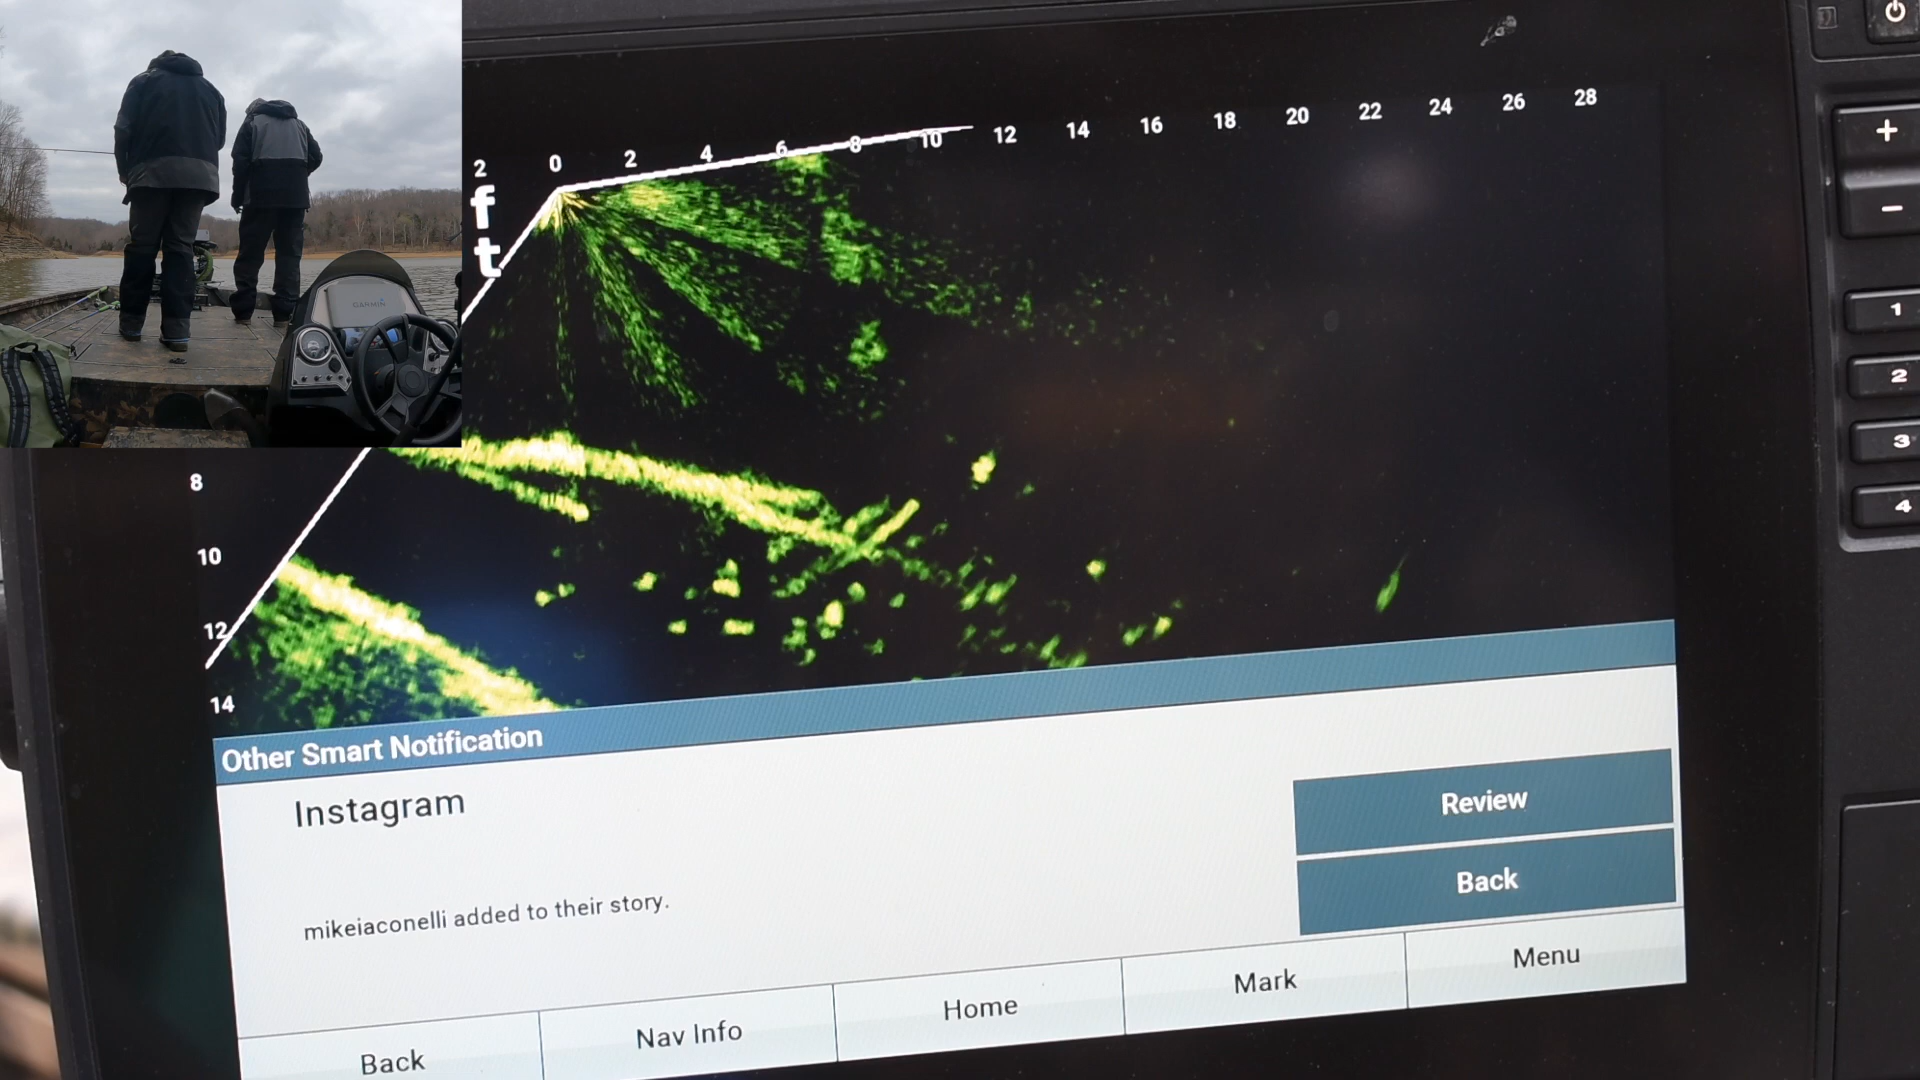 2 0 2 4 6 8 10 12 14 16 18 20 22 24 26 28
ft
8
10
12
14
GARMIN
Other Smart Notification
Instagram
mikeiaconelli added to their story.
Review
Back
Back Nav Info Home Mark Menu
+
−
1
2
3
4